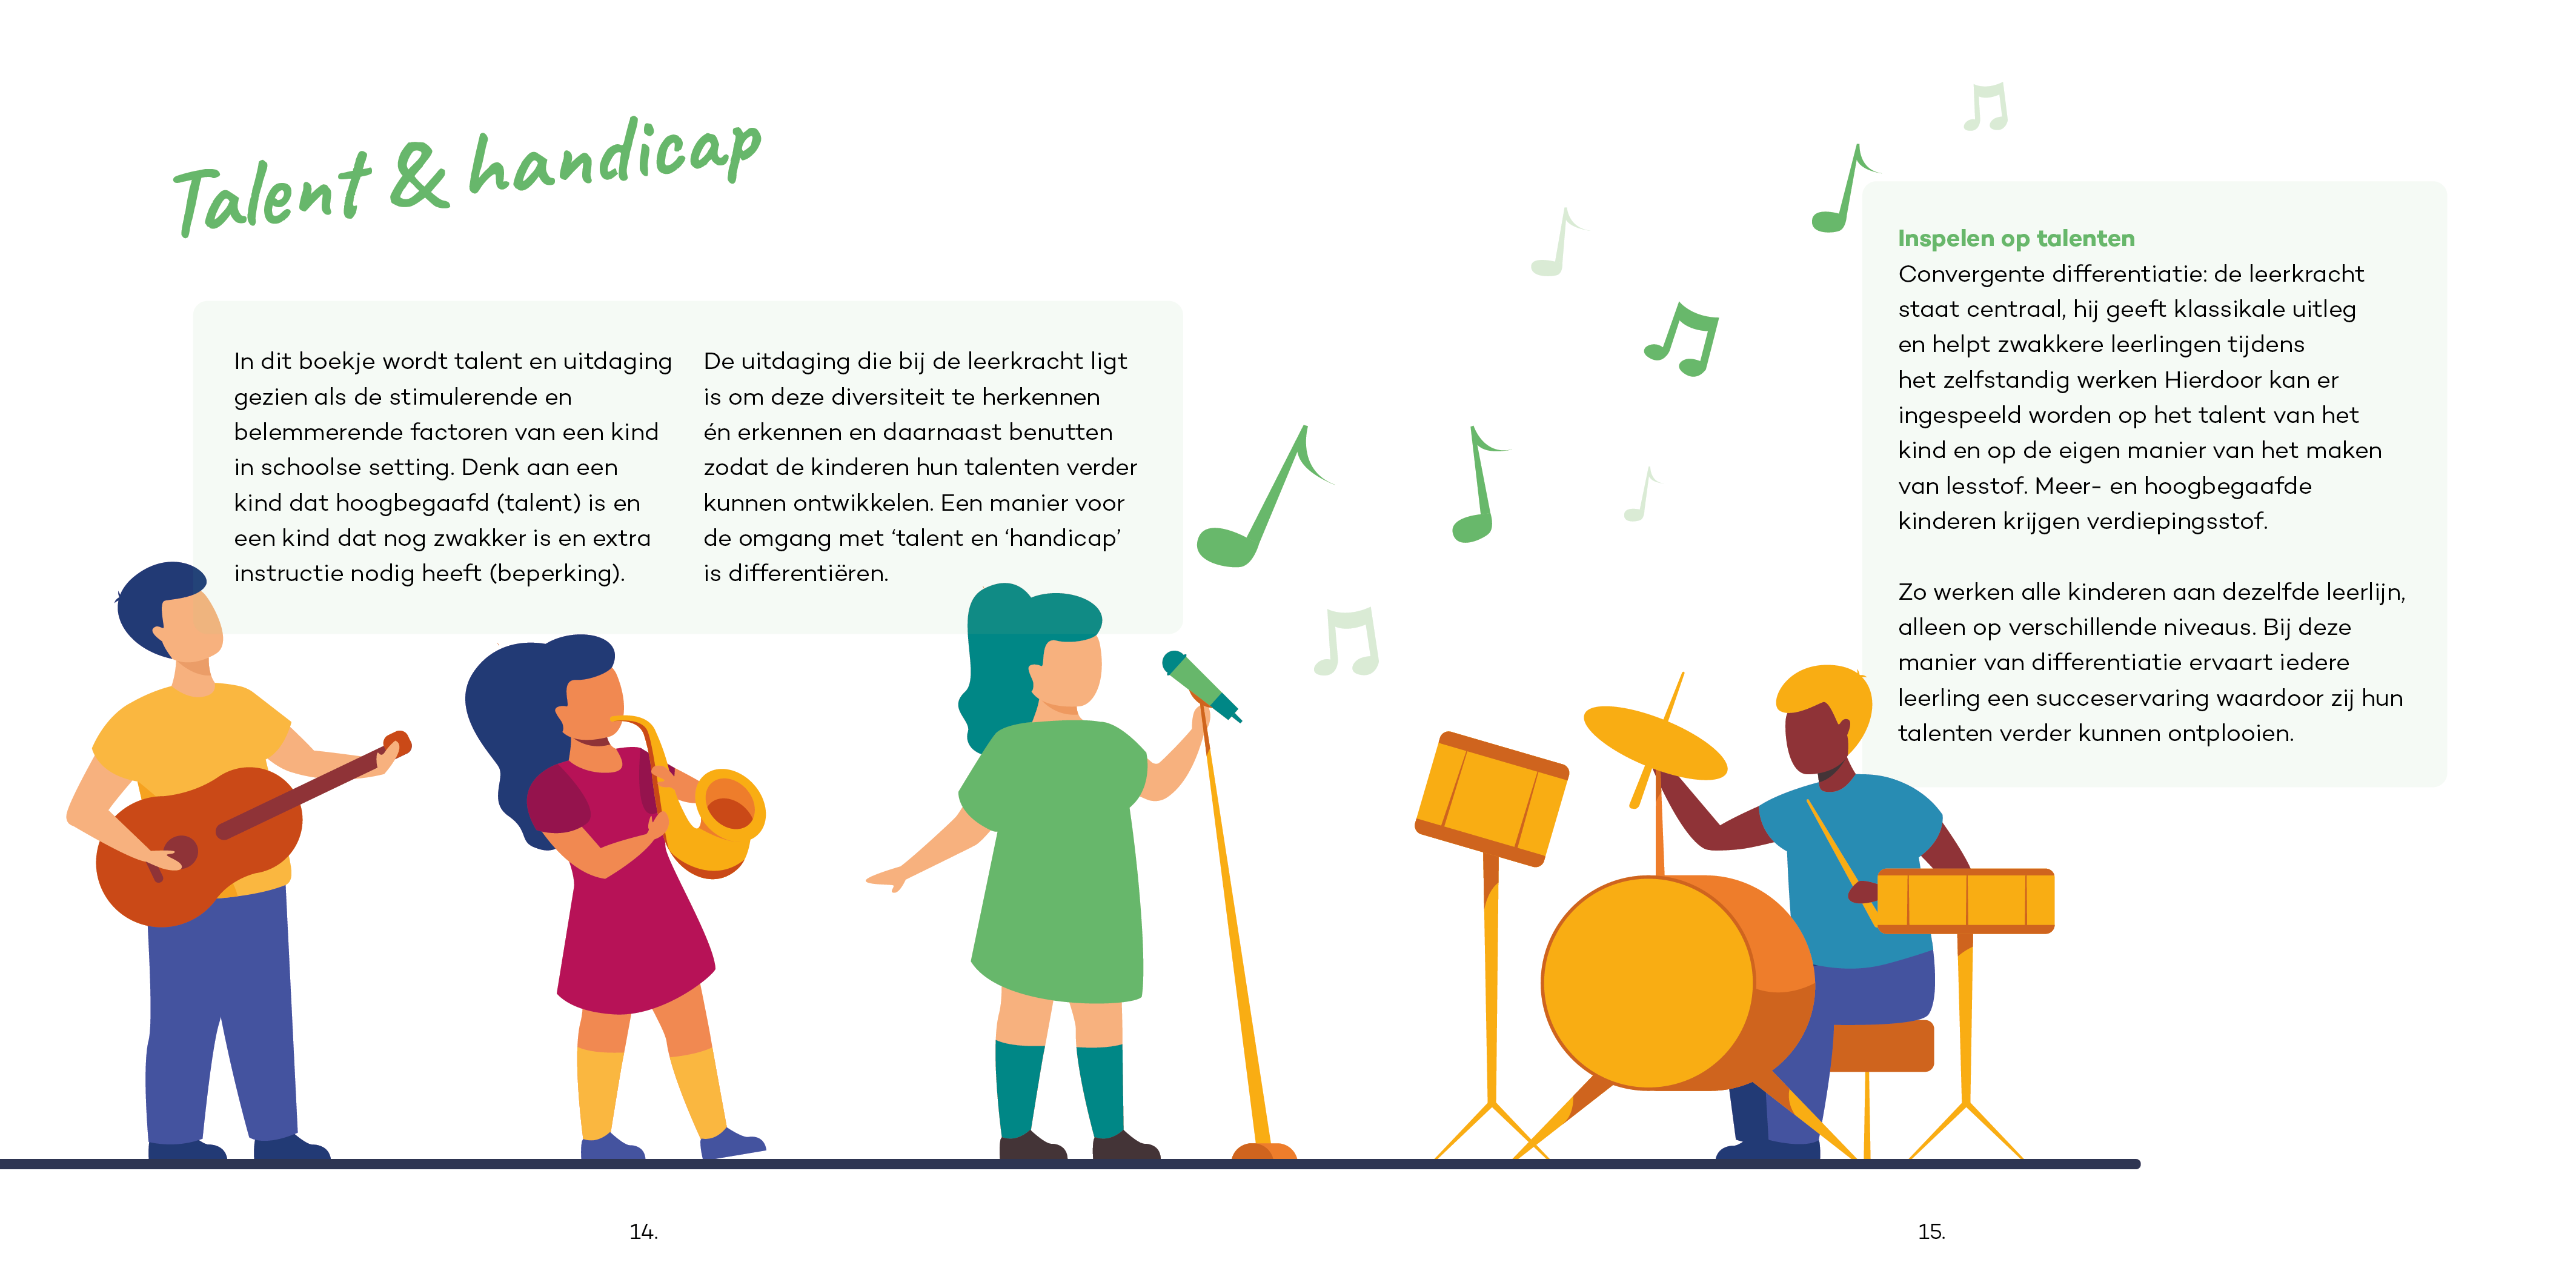 Talent & handicap
In dit boekje wordt talent en uitdaging
gezien als de stimulerende en
belemmerende factoren van een kind
in schoolse setting. Denk aan een
kind dat hoogbegaafd (talent) is en
een kind dat nog zwakker is en extra
instructie nodig heeft (beperking).
De uitdaging die bij de leerkracht ligt
is om deze diversiteit te herkennen
én erkennen en daarnaast benutten
zodat de kinderen hun talenten verder
kunnen ontwikkelen. Een manier voor
de omgang met ‘talent en ‘handicap’
is differentiëren.
Inspelen op talenten
Convergente differentiatie: de leerkracht
staat centraal, hij geeft klassikale uitleg
en helpt zwakkere leerlingen tijdens
het zelfstandig werken Hierdoor kan er
ingespeeld worden op het talent van het
kind en op de eigen manier van het maken
van lesstof. Meer- en hoogbegaafde
kinderen krijgen verdiepingsstof.
Zo werken alle kinderen aan dezelfde leerlijn,
alleen op verschillende niveaus. Bij deze
manier van differentiatie ervaart iedere
leerling een succeservaring waardoor zij hun
talenten verder kunnen ontplooien.
14.
15.